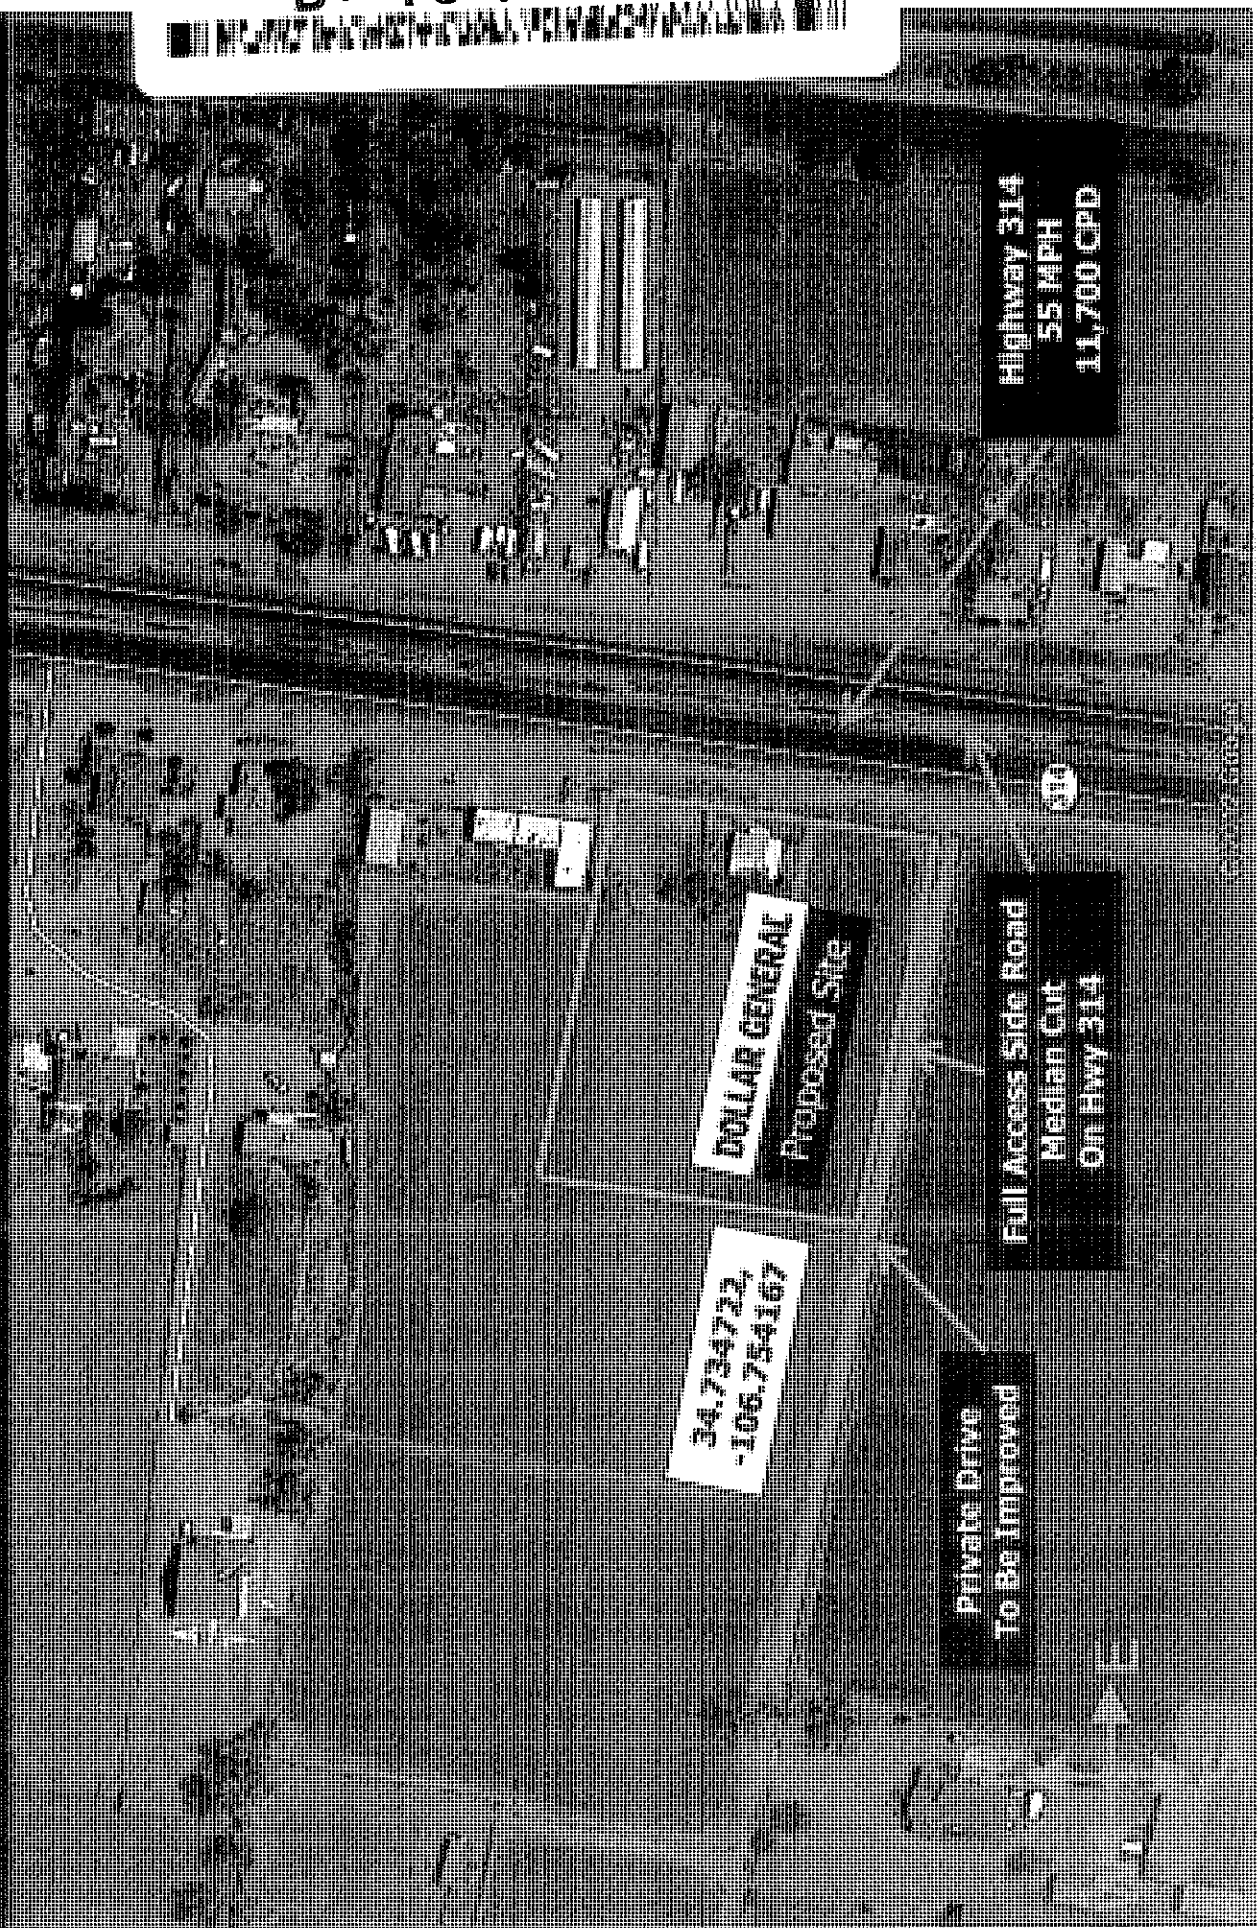 Highway 314
55 MPH
11,700 CPD
DOLLAR GENERAL
Proposed Site
34.734722,
-106.754167
Full Access Side Road
Median Cut
On Hwy 314
Private Drive
To Be Improved
314
E